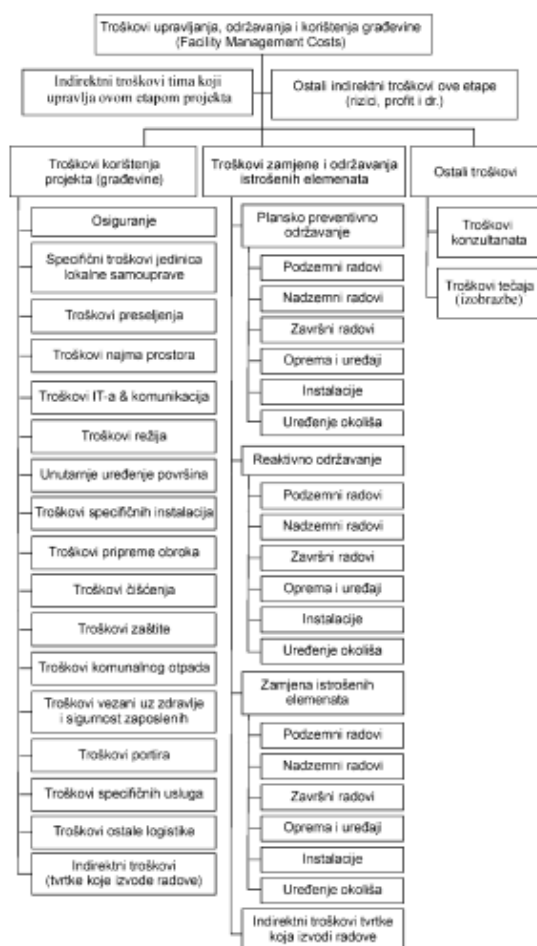 Troškovi upravljanja, održavanja i korištenja građevine
(Facility Management Costs)
Indirektni troškovi tima koji
upravlja ovom etapom projekta
Ostali indirektni troškovi ove etape
(rizici, profit i dr.)
Troškovi korištenja
projekta (građevine)
Osiguranje
Specifični troškovi jedinica
lokalne samouprave
Troškovi preseljenja
Troškovi najma prostora
Troškovi IT-a & komunikacija
Troškovi režija
Unutarnje uređenje površina
Troškovi specifičnih instalacija
Troškovi pripreme obroka
Troškovi čišćenja
Troškovi zaštite
Troškovi komunalnog otpada
Troškovi vezani uz zdravlje
i sigurnost zaposlenih
Troškovi portira
Troškovi specifičnih usluga
Troškovi ostale logistike
Indirektni troškovi
(tvrtke koje izvode radove)
Troškovi zamjene i održavanja
istrošenih elemenata
Plansko preventivno
održavanje
Podzemni radovi
Nadzemni radovi
Završni radovi
Oprema i uređaji
Instalacije
Uređenje okoliša
Reaktivno održavanje
Podzemni radovi
Nadzemni radovi
Završni radovi
Oprema i uređaji
Instalacije
Uređenje okoliša
Zamjena istrošenih
elemenata
Podzemni radovi
Nadzemni radovi
Završni radovi
Oprema i uređaji
Instalacije
Uređenje okoliša
Indirektni troškovi tvrtke
koja izvodi radove
Ostali troškovi
Troškovi
konzultanata
Troškovi tečaja
(izobrazbe)